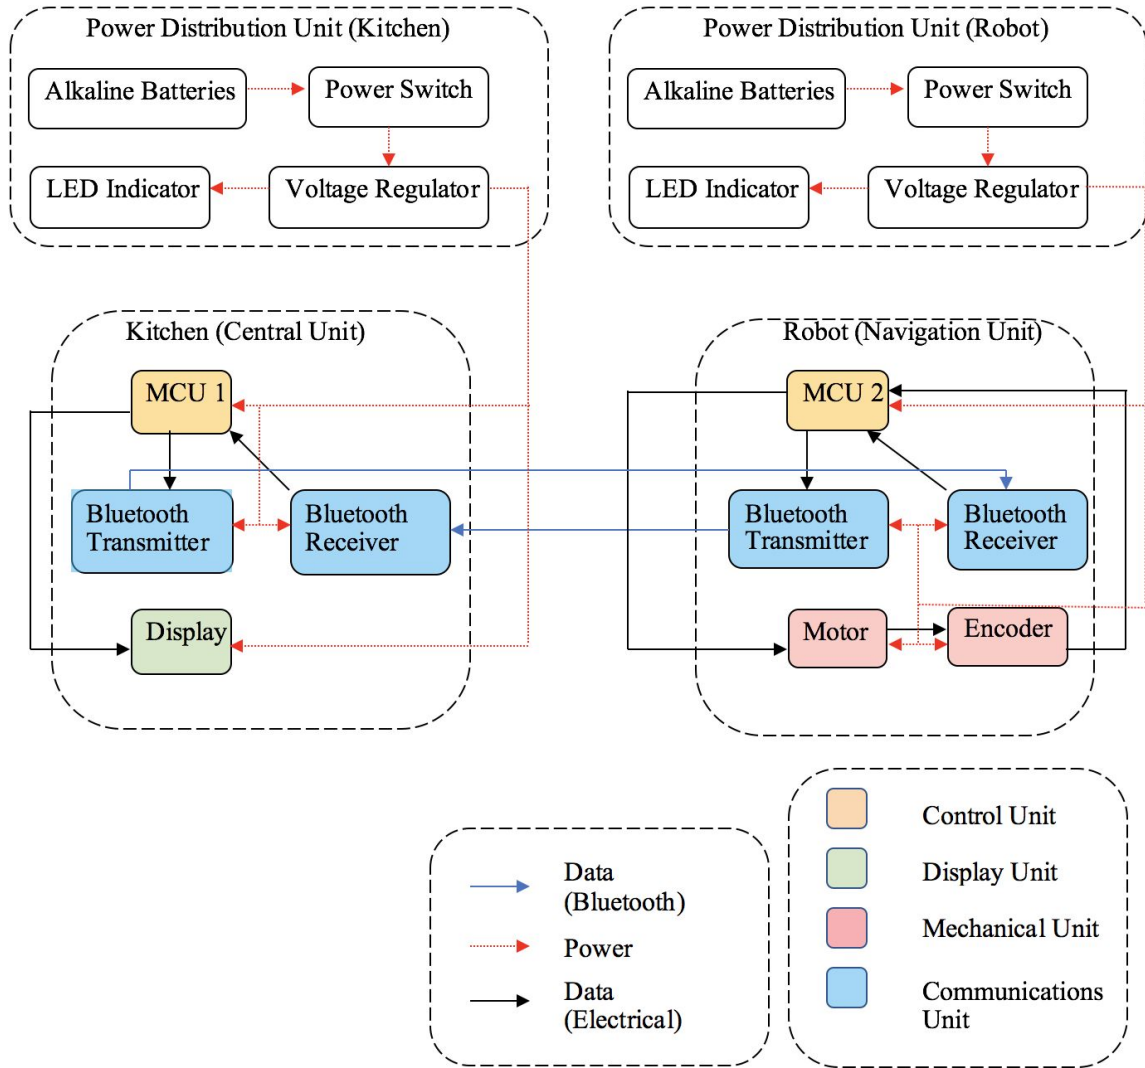 Power Distribution Unit (Kitchen)
Alkaline Batteries
Power Switch
LED Indicator
Voltage Regulator
Power Distribution Unit (Robot)
Alkaline Batteries
Power Switch
LED Indicator
Voltage Regulator
Kitchen (Central Unit)
MCU 1
Bluetooth
Transmitter
Bluetooth
Receiver
Display
Robot (Navigation Unit)
MCU 2
Bluetooth
Transmitter
Bluetooth
Receiver
Motor
Encoder
Data
(Bluetooth)
Power
Data
(Electrical)
Control Unit
Display Unit
Mechanical Unit
Communications
Unit